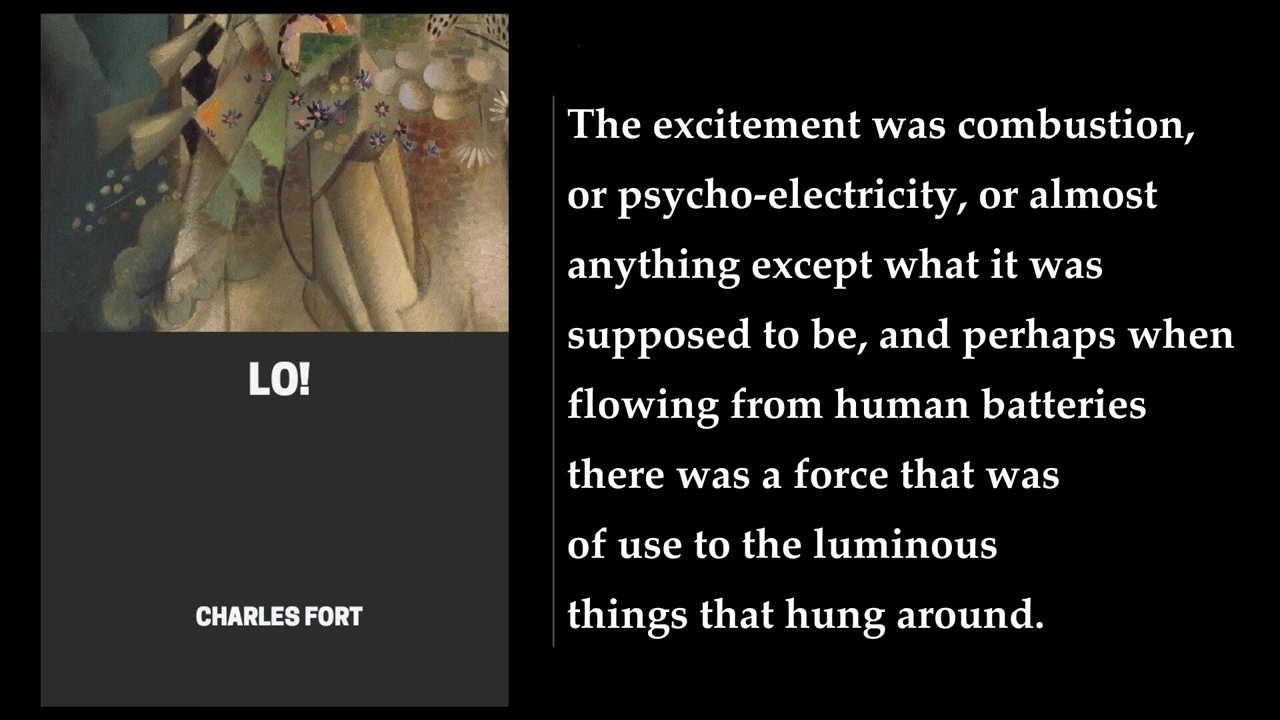 LO!
CHARLES FORT
The excitement was combustion,
or psycho-electricity, or almost
anything except what it was
supposed to be, and perhaps when
flowing from human batteries
there was a force that was
of use to the luminous
things that hung around.